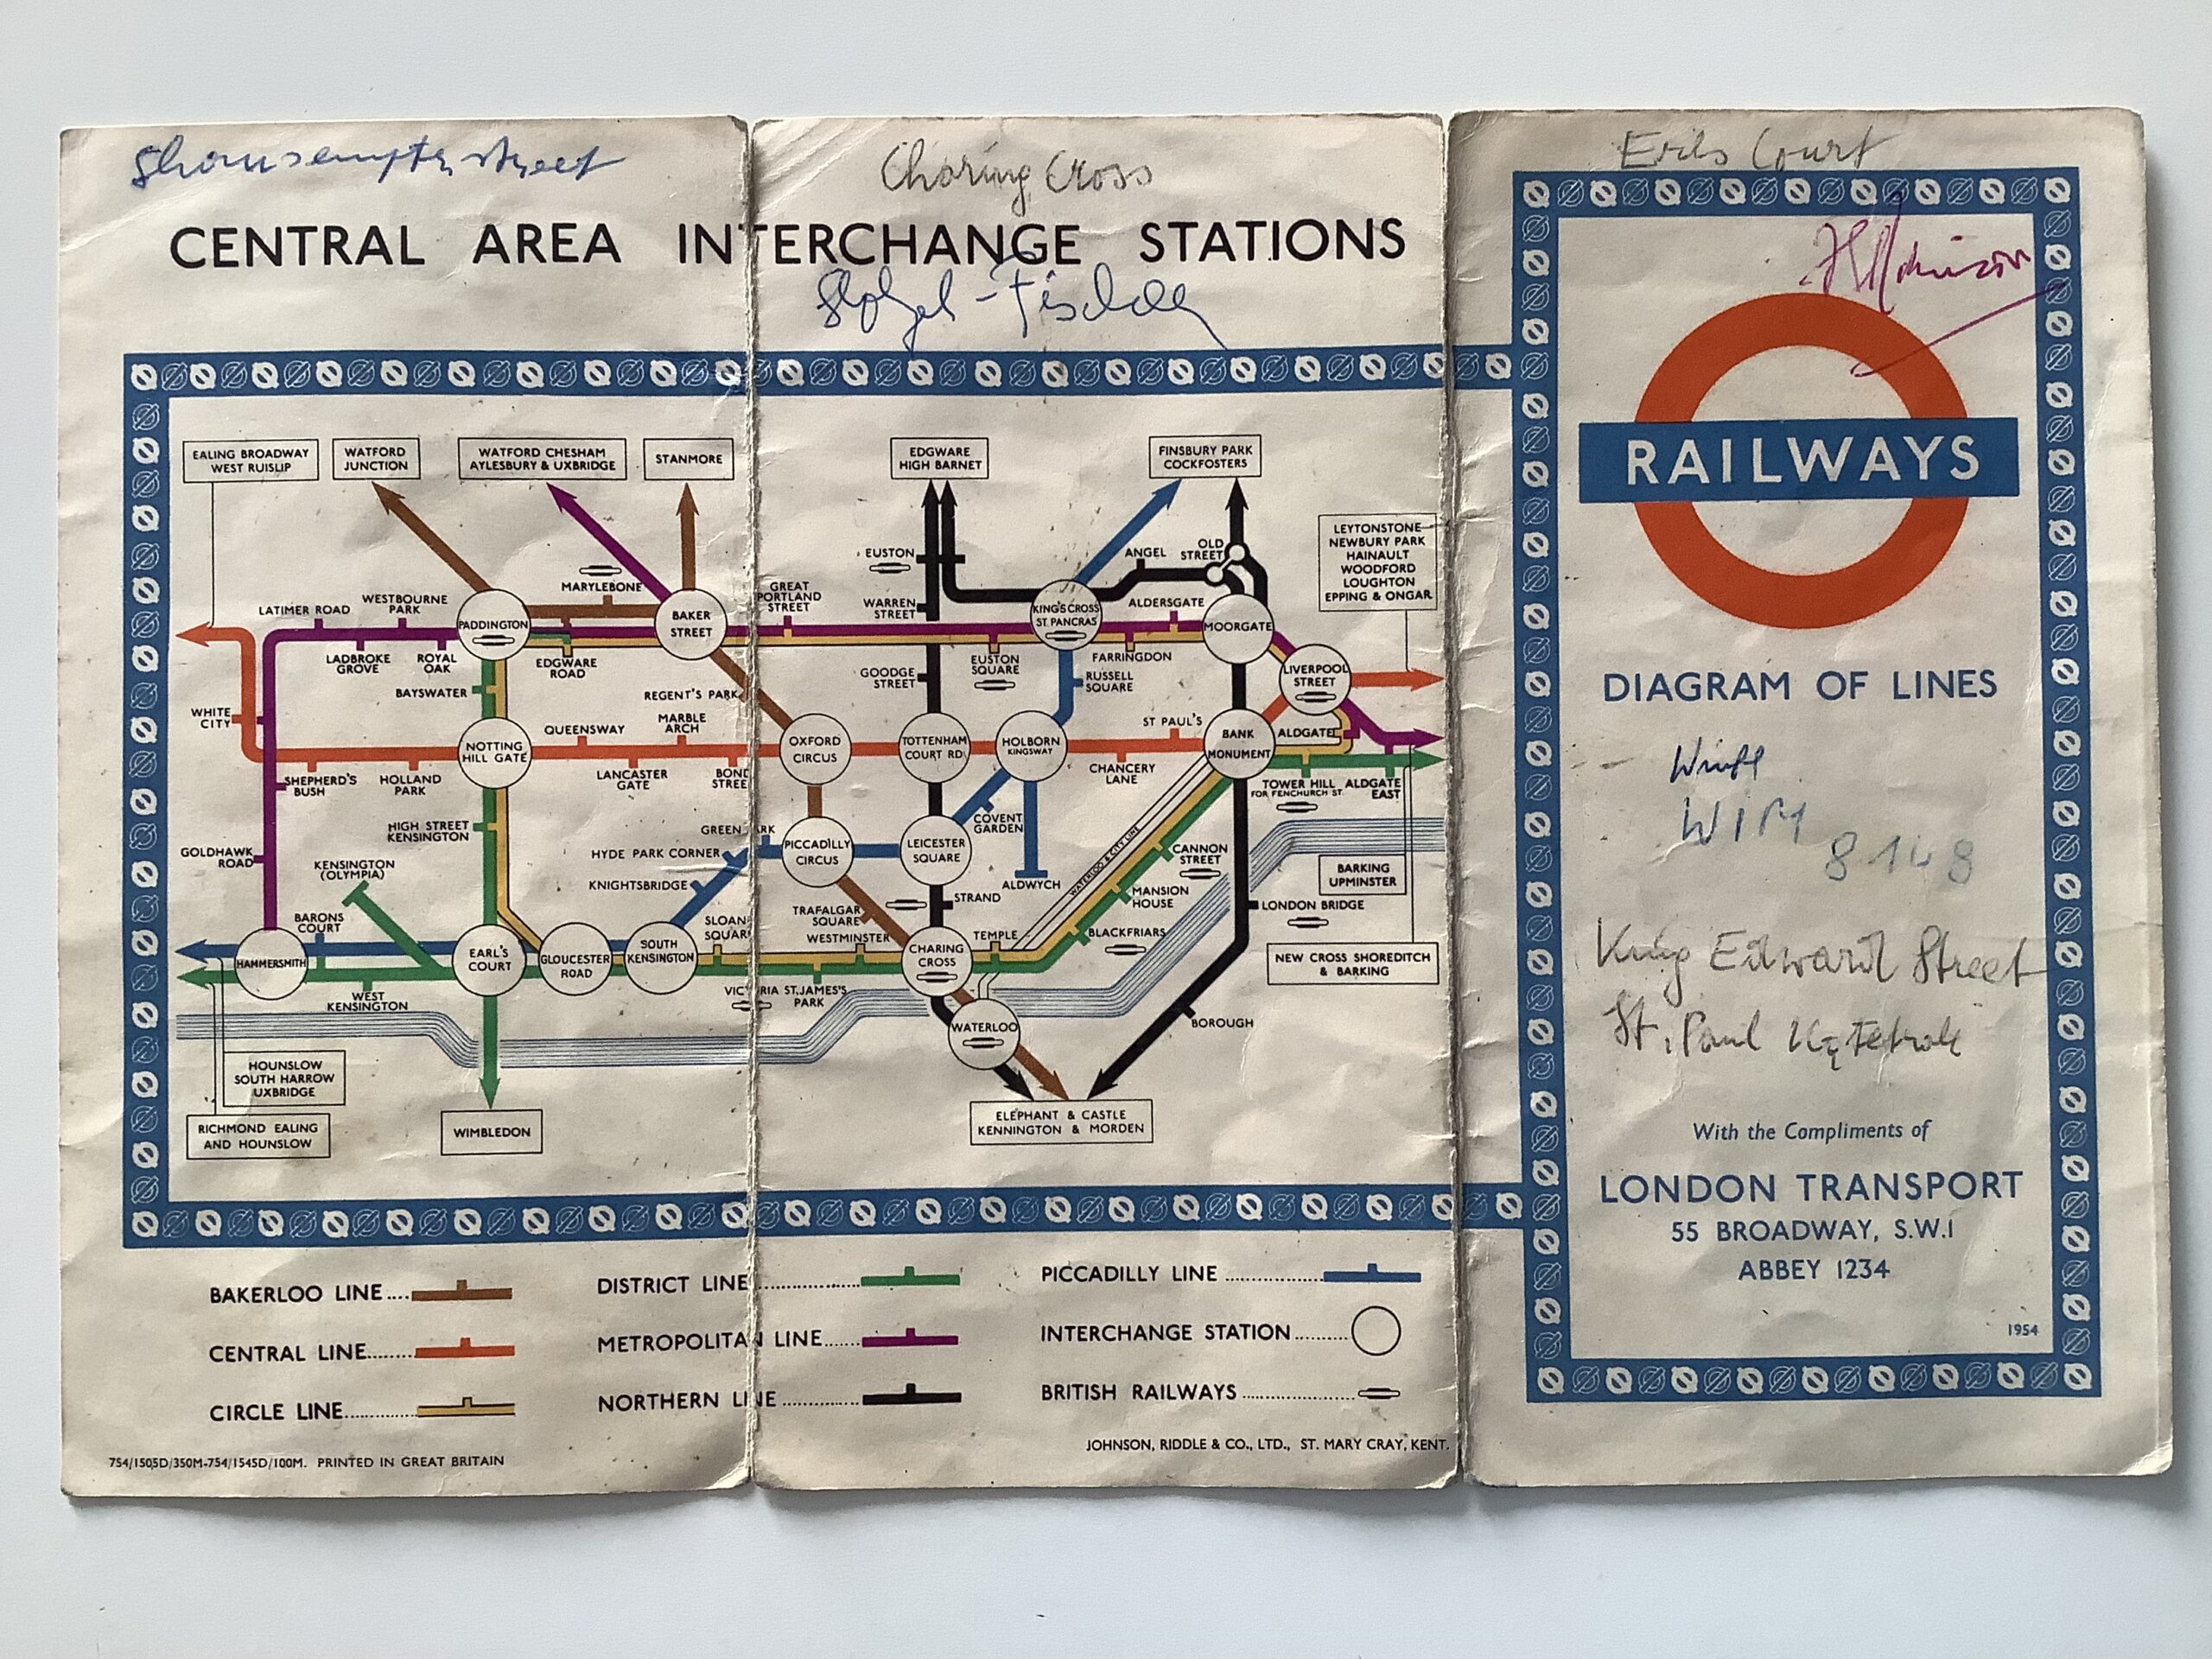 Charing Cross
CENTRAL AREA INTERCHANGE STATIONS
EALING BROADWAY
WEST RUISLIP
WATFORD
JUNCTION
WATFORD CHESHAM
AYLESBURY & UXBRIDGE
STANMORE
EDGWARE
HIGH BARNET
FINSBURY PARK
COCKFOSTERS
LEYTONSTONE
NEWBURY PARK
HAINAULT
WOODFORD
LOUGHTON
EPPING & ONGAR
EUSTON
ANGEL
OLD
STREET
MARYLEBONE
GREAT
PORTLAND
STREET
WARREN
STREET
LATIMER ROAD
WESTBOURNE
PARK
PADDINGTON
BAKER
STREET
KING'S CROSS
ST. PANCRAS
ALDERSGATE
MOORGATE
LADBROKE
GROVE
ROYAL
OAK
EDGWARE
ROAD
EUSTON
SQUARE
FARRINGDON
LIVERPOOL
STREET
BAYSWATER
REGENT'S PARK
GOODGE
STREET
RUSSELL
SQUARE
WHITE
CITY
QUEENSWAY
MARBLE
ARCH
ST PAUL'S
NOTTING
HILL GATE
OXFORD
CIRCUS
TOTTENHAM
COURT RD
HOLBORN
KINGSWAY
BANK
MONUMENT
ALDGATE
SHEPHERD'S
BUSH
HOLLAND
PARK
LANCASTER
GATE
BOND
STREE
CHANCERY
LANE
TOWER HILL
FOR FENCHURCH ST.
ALDGATE
EAST
HIGH STREET
KENSINGTON
GREEN
RK
COVENT
GARDEN
GOLDHAWK
ROAD
KENSINGTON
(OLYMPIA)
HYDE PARK CORNER
PICCADILLY
CIRCUS
LEICESTER
SQUARE
WATERLOO & CITY LINE
CANNON
STREET
BARKING
UPMINSTER
KNIGHTSBRIDGE
ALDWYCH
MANSION
HOUSE
BARONS
COURT
SLOAN
SQUAR
TRAFALGAR
SQUARE
STRAND
LONDON BRIDGE
WESTMINSTER
TEMPLE
BLACKFRIARS
HAMMERSMITH
EARL'S
COURT
GLOUCESTER
ROAD
SOUTH
KENSINGTON
CHARING
CROSS
NEW CROSS SHOREDITCH
& BARKING
WEST
KENSINGTON
VICT
RIA
ST. JAMES'S
PARK
WATERLOO
BOROUGH
HOUNSLOW
SOUTH HARROW
UXBRIDGE
RICHMOND EALING
AND HOUNSLOW
WIMBLEDON
ELEPHANT & CASTLE
KENNINGTON & MORDEN
BAKERLOO LINE....
DISTRICT LINE
PICCADILLY LINE
CENTRAL LINE
METROPOLITAN LINE
INTERCHANGE STATION
CIRCLE LINE
NORTHERN LINE
BRITISH RAILWAYS
754/1505D/350M-754/1545D/100M. PRINTED IN GREAT BRITAIN
JOHNSON, RIDDLE & CO., LTD., ST. MARY CRAY, KENT.
Court
RAILWAYS
DIAGRAM OF LINES
WIM 8148
King Edward Street
St. Paul
With the Compliments of
LONDON TRANSPORT
55 BROADWAY, S.W.1
ABBEY 1234
1954